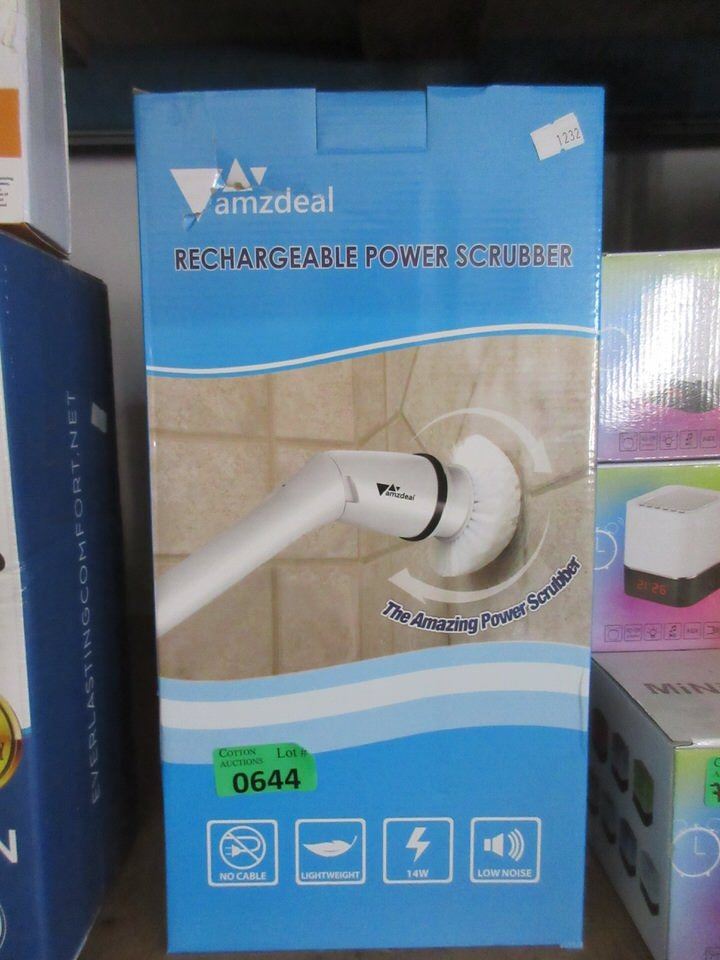 1232
amzdeal
RECHARGEABLE POWER SCRUBBER
amzdeal
The Amazing Power Scrubber
COTTON
AUCTIONS
Lot #
0644
NO CABLE
LIGHTWEIGHT
14W
LOW NOISE
EVERLASTINGCOMFORT.NET
N
21:26
MiNi